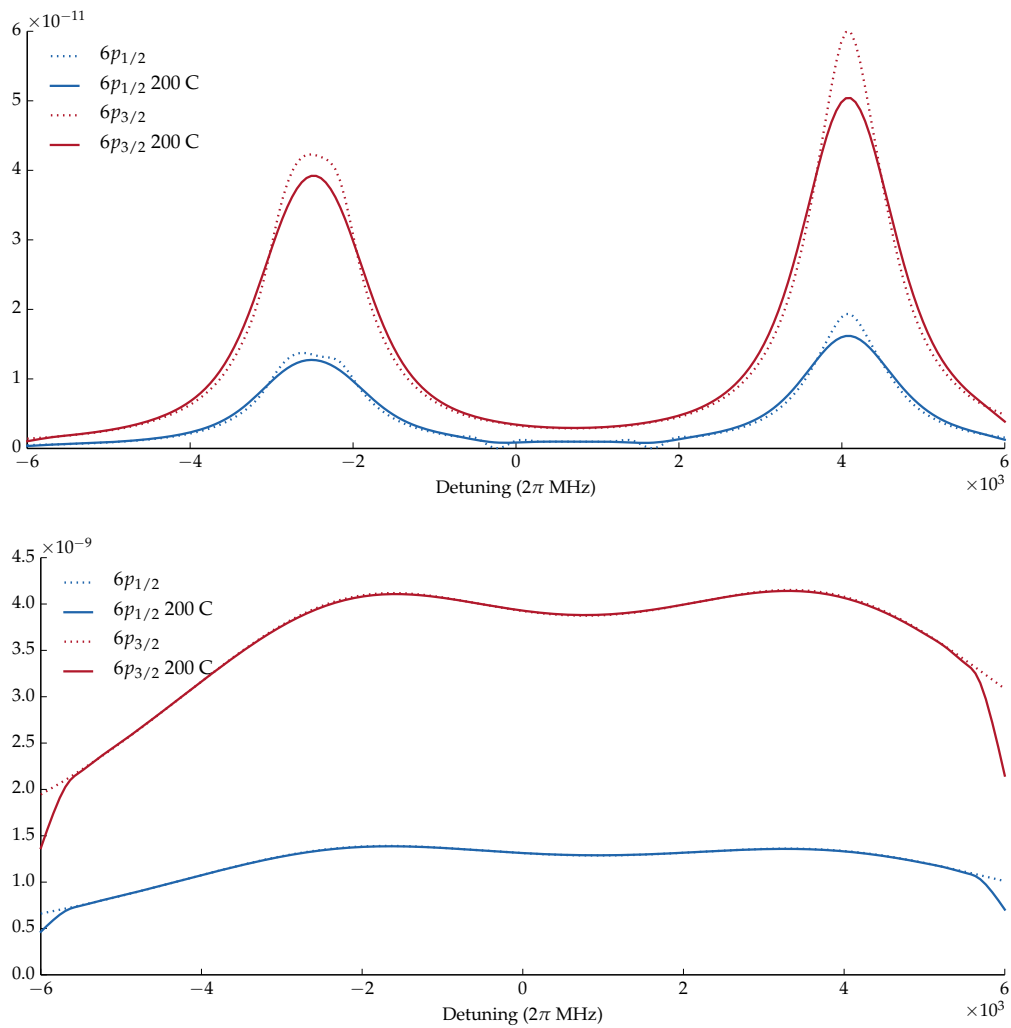 ×10−11
6
5
4
3
2
1
0
6p1/2
6p1/2 200 C
6p3/2
6p3/2 200 C
−6 −4 −2 0 2 4 6
Detuning (2π MHz)
×103
×10−9
4.5
4.0
3.5
3.0
2.5
2.0
1.5
1.0
0.5
0.0
6p1/2
6p1/2 200 C
6p3/2
6p3/2 200 C
−6 −4 −2 0 2 4 6
Detuning (2π MHz)
×103